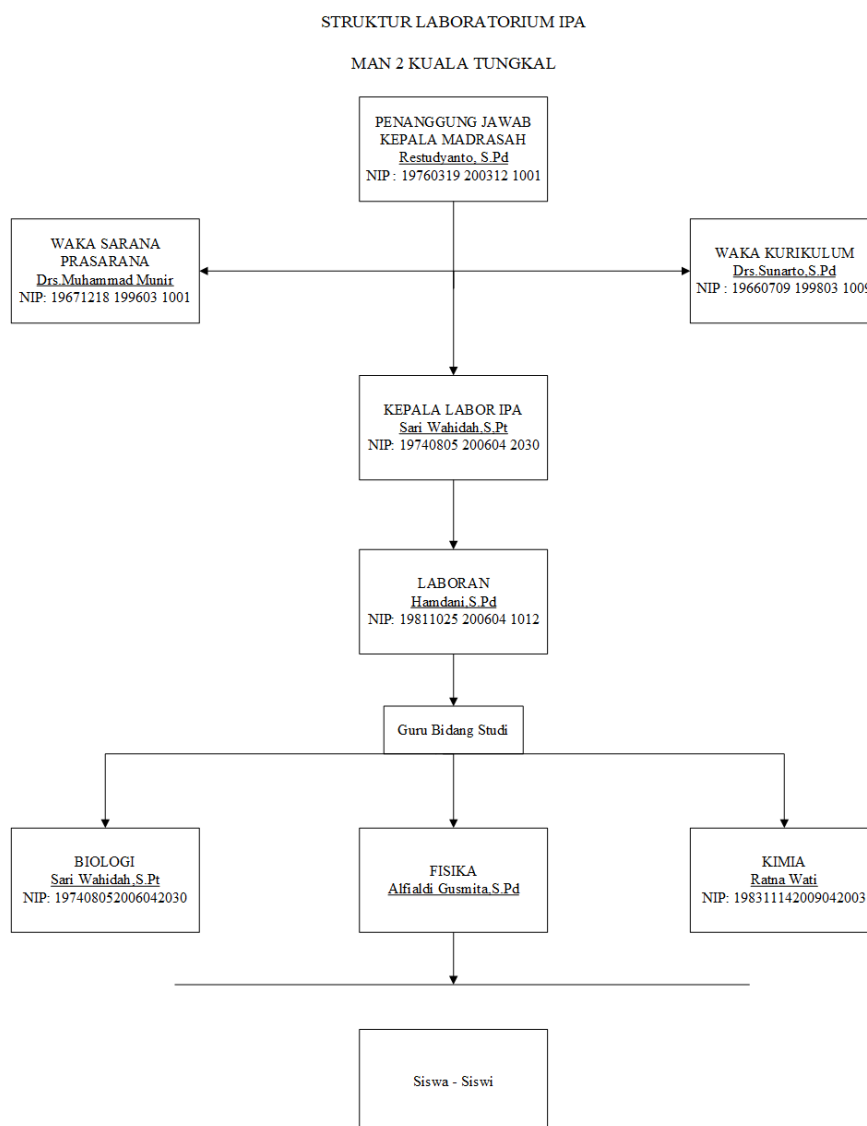 STRUKTUR LABORATORIUM IPA
MAN 2 KUALA TUNGKAL
PENANGGUNG JAWAB
KEPALA MADRASAH
Restudyanto, S.Pd
NIP : 19760319 200312 1001
WAKA SARANA
PRASARANA
Drs.Muhammad Munir
NIP: 19671218 199603 1001
WAKA KURIKULUM
Drs.Sunarto,S.Pd
NIP : 19660709 199803 1009
KEPALA LABOR IPA
Sari Wahidah,S,Pt
NIP: 19740805 200604 2030
LABORAN
Hamdani,S.Pd
NIP: 19811025 200604 1012
Guru Bidang Studi
BIOLOGI
Sari Wahidah,S.Pt
NIP: 197408052006042030
FISIKA
Alfialdi Gusmita,S.Pd
KIMIA
Ratna Wati
NIP: 198311142009042003
Siswa - Siswi